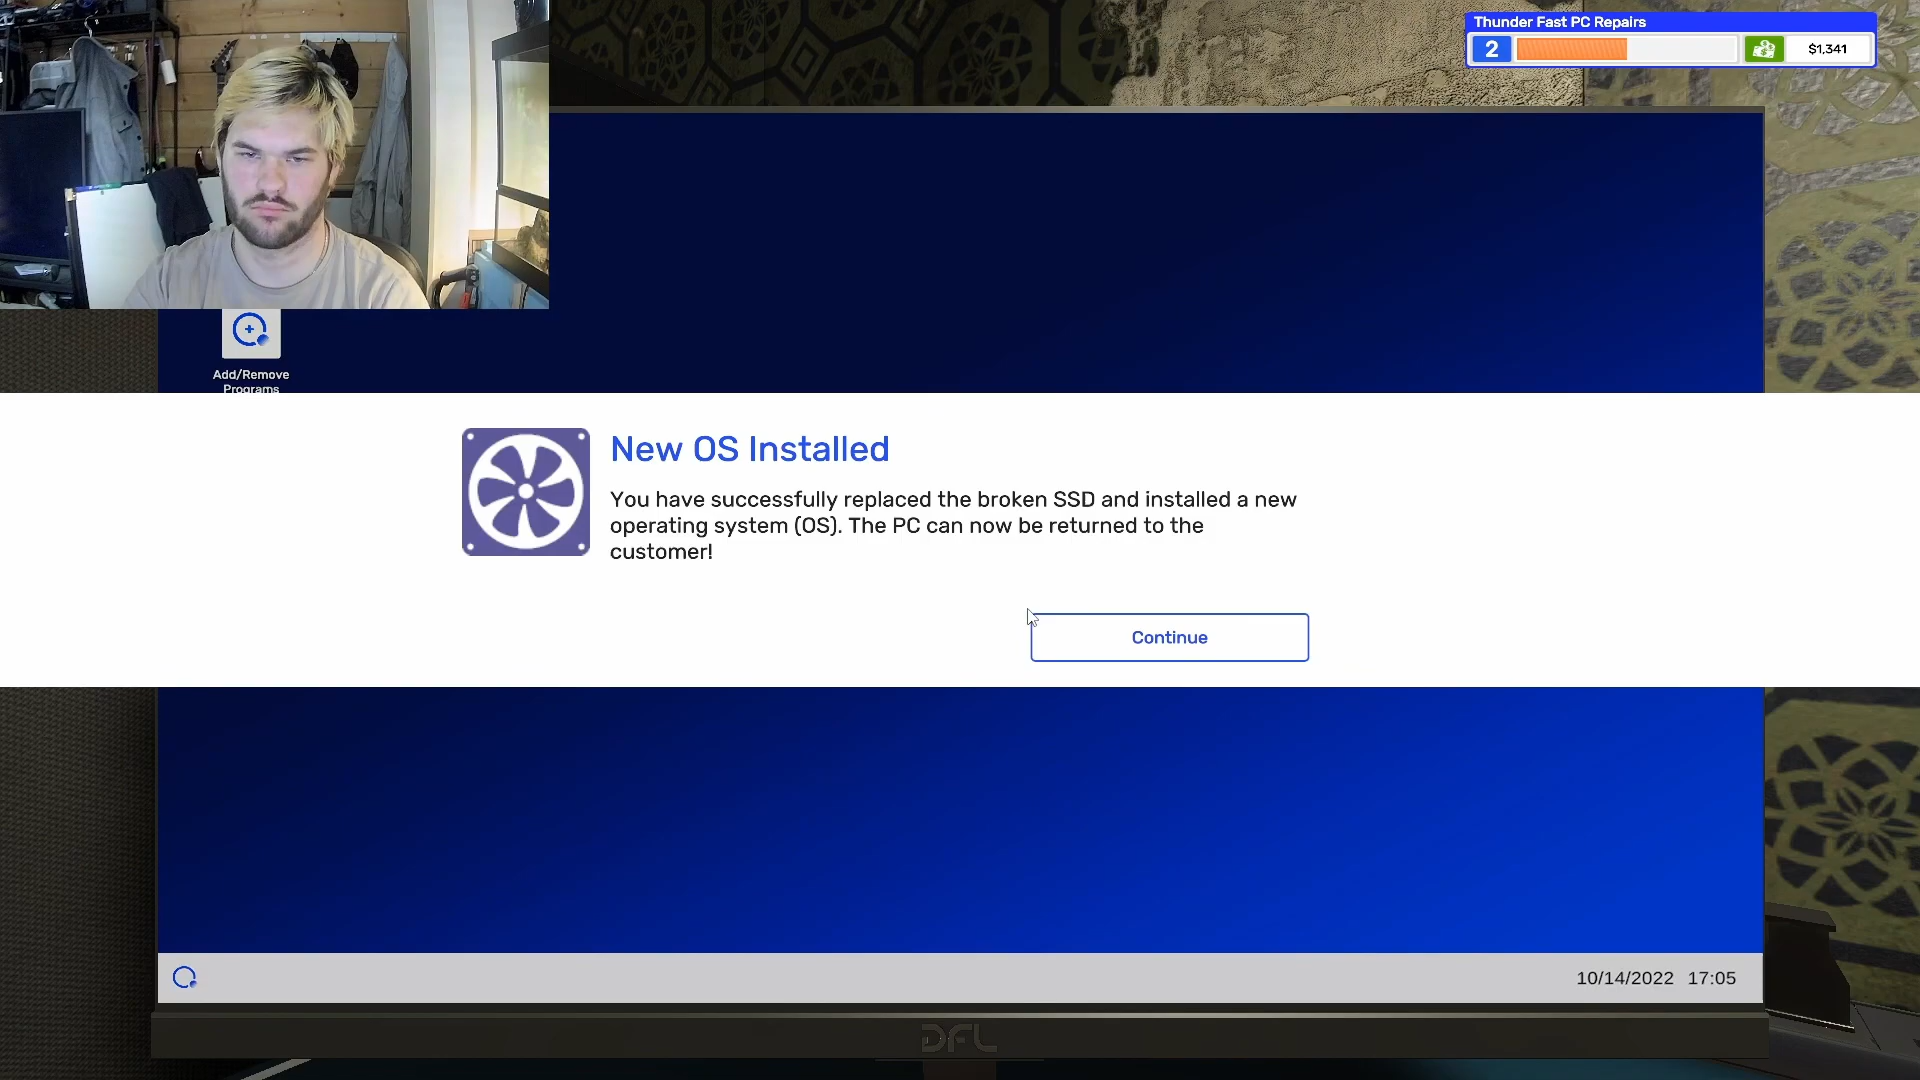 Thunder Fast PC Repairs
2
$1,341
Add/Remove
Programs
New OS Installed
You have successfully replaced the broken SSD and installed a new
operating system (OS). The PC can now be returned to the
customer!
Continue
10/14/2022 17:05
DFL